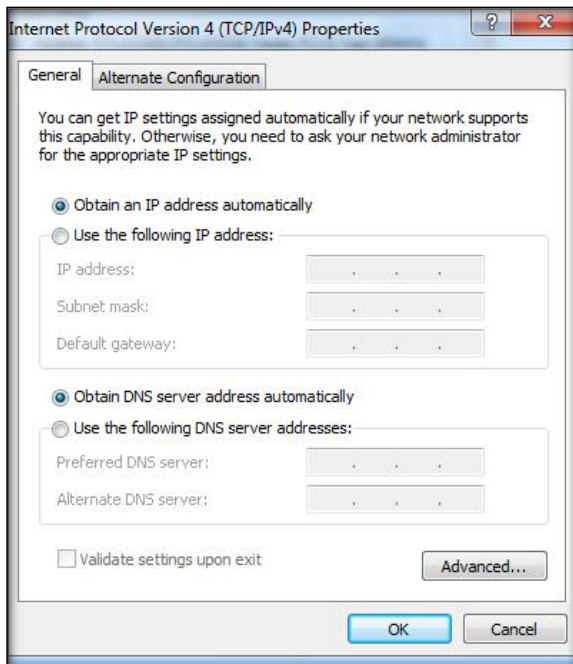 Internet Protocol Version 4 (TCP/IPv4) Properties
General
Alternate Configuration
You can get IP settings assigned automatically if your network supports
this capability. Otherwise, you need to ask your network administrator
for the appropriate IP settings.
Obtain an IP address automatically
Use the following IP address:
IP address:
Subnet mask:
Default gateway:
Obtain DNS server address automatically
Use the following DNS server addresses:
Preferred DNS server:
Alternate DNS server:
Validate settings upon exit
Advanced...
OK
Cancel